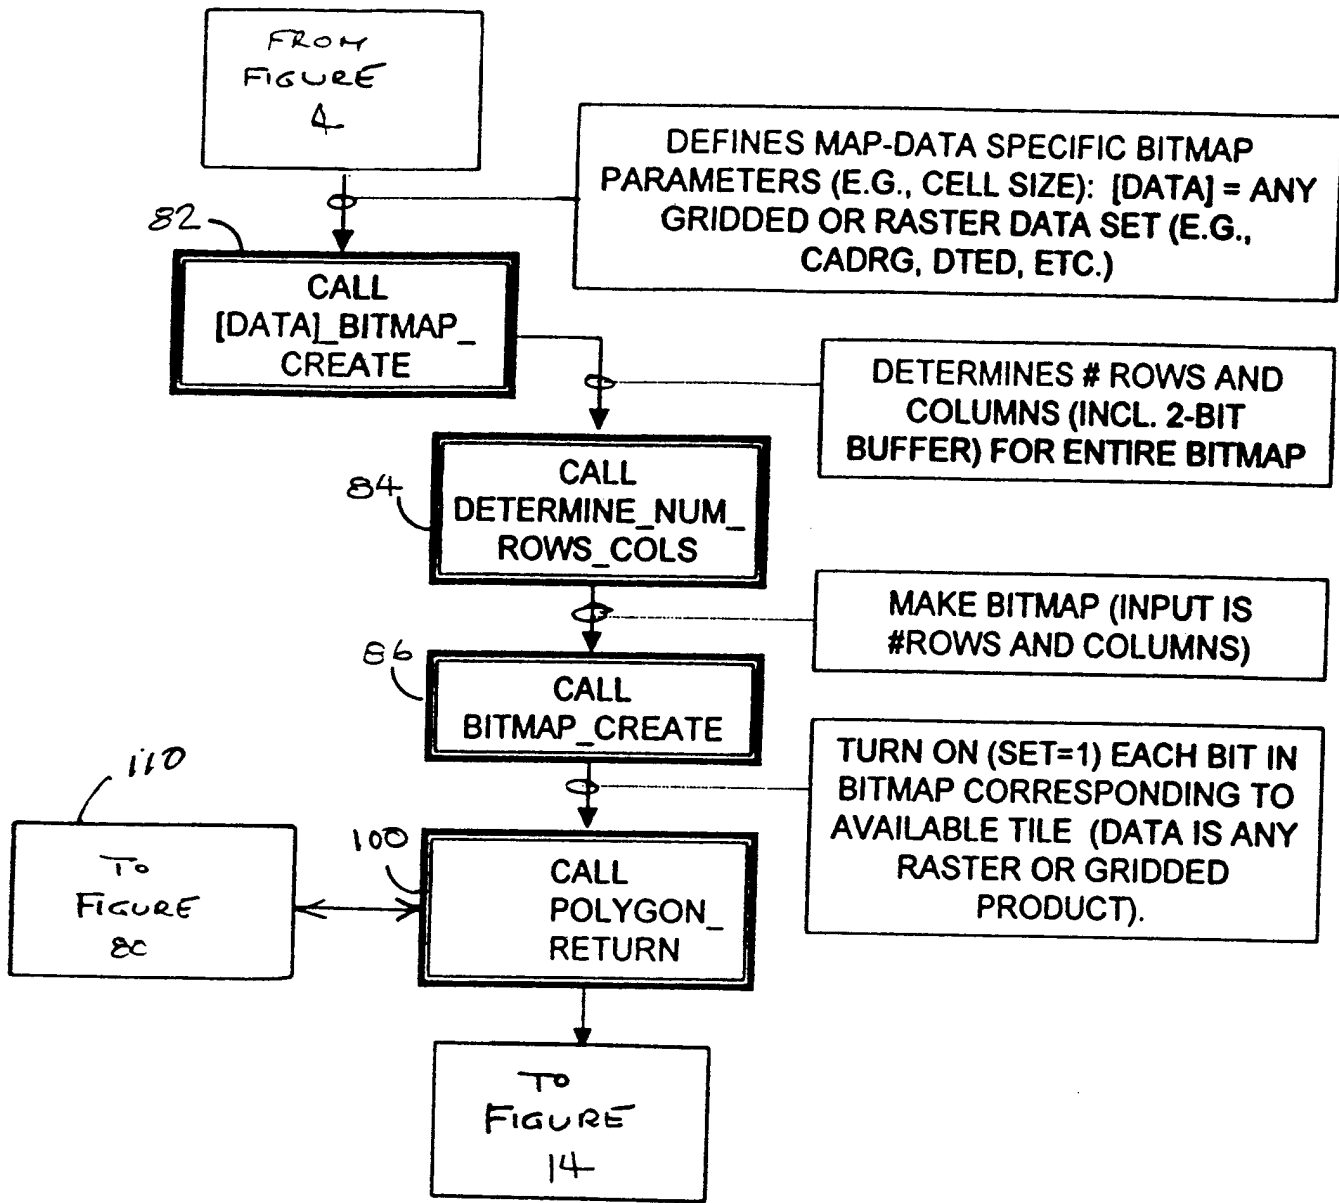 FROM
FIGURE
4
DEFINES MAP-DATA SPECIFIC BITMAP
PARAMETERS (E.G., CELL SIZE): [DATA] = ANY
GRIDDED OR RASTER DATA SET (E.G.,
CADRG, DTED, ETC.)
82
CALL
[DATA]_BITMAP_
CREATE
DETERMINES # ROWS AND
COLUMNS (INCL. 2-BIT
BUFFER) FOR ENTIRE BITMAP
84
CALL
DETERMINE_NUM_
ROWS_COLS
MAKE BITMAP (INPUT IS
#ROWS AND COLUMNS)
86
CALL
BITMAP_CREATE
TURN ON (SET=1) EACH BIT IN
BITMAP CORRESPONDING TO
AVAILABLE TILE (DATA IS ANY
RASTER OR GRIDDED
PRODUCT).
110
TO
FIGURE
8C
100
CALL
POLYGON_
RETURN
TO
FIGURE
14